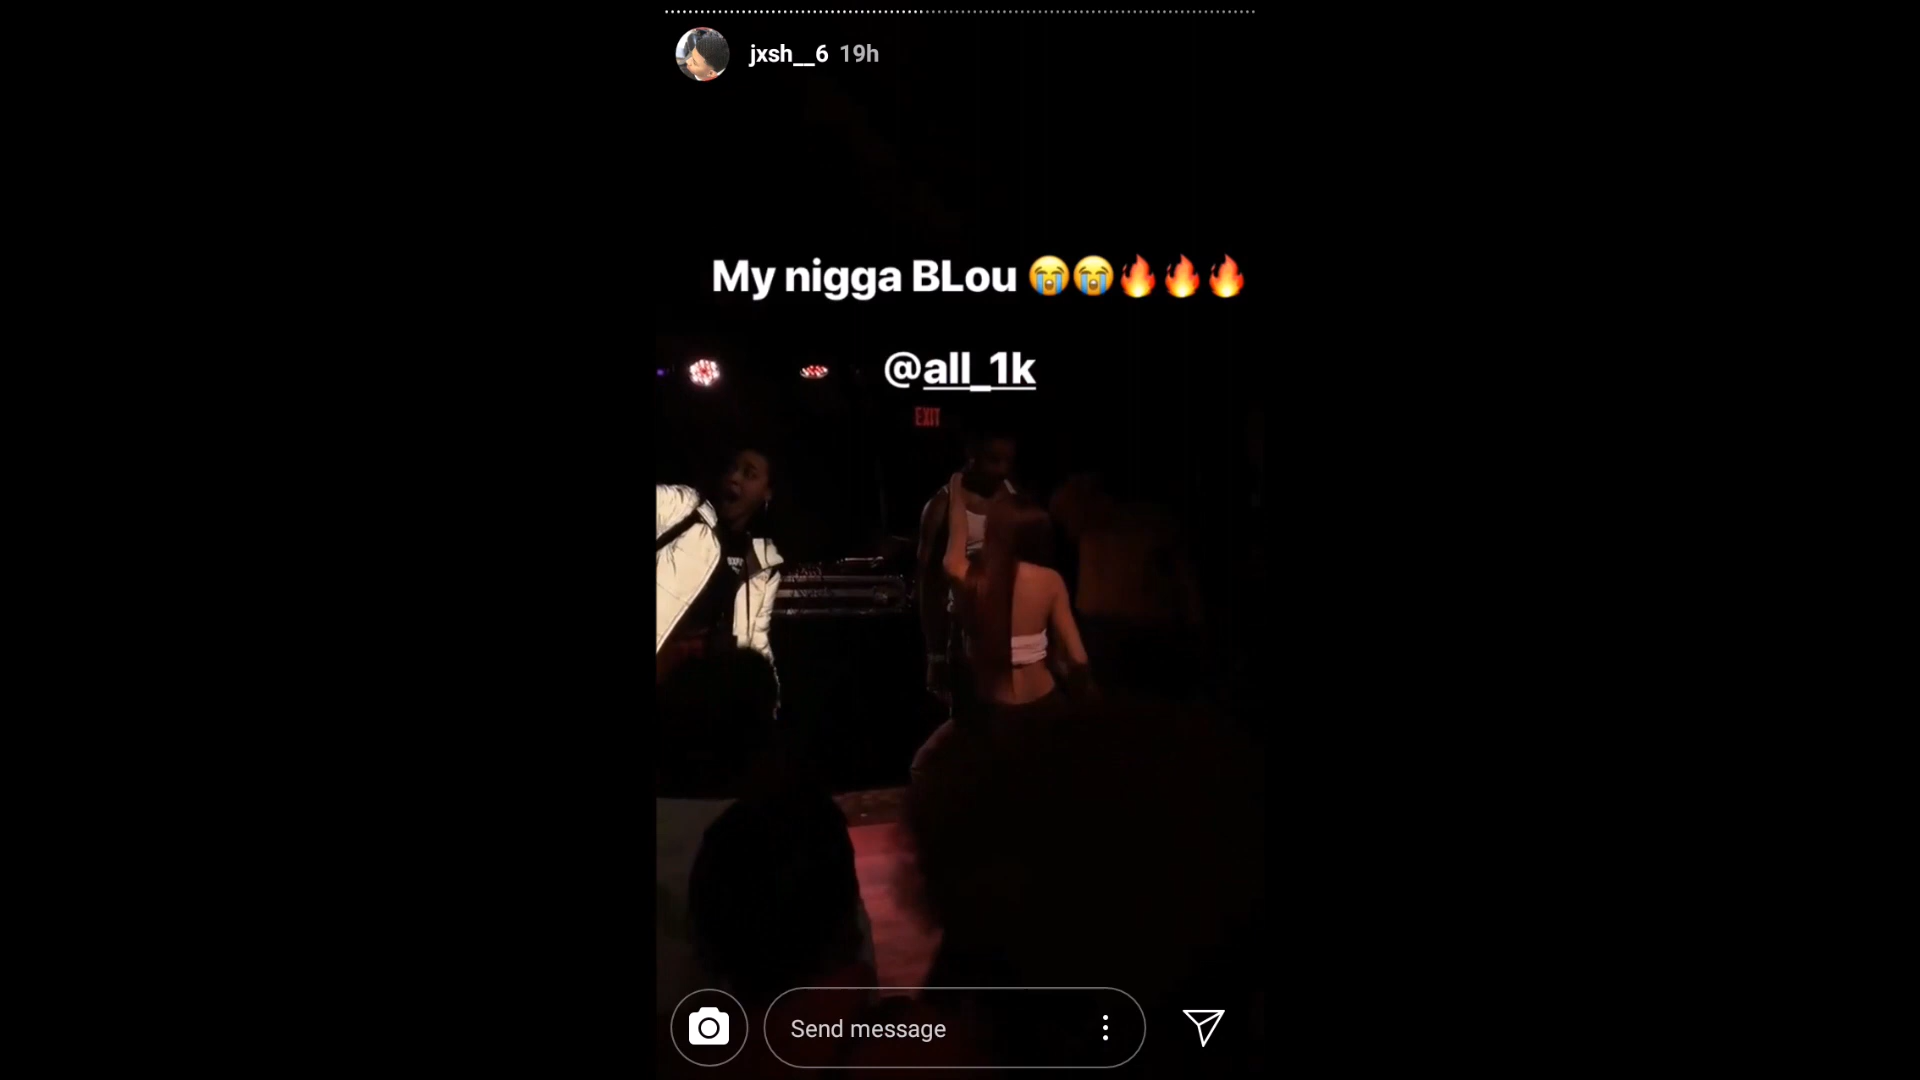 jxsh__6 19h
My nigga BLou 😭😭🔥🔥🔥
@all_1k
EXIT
Send message